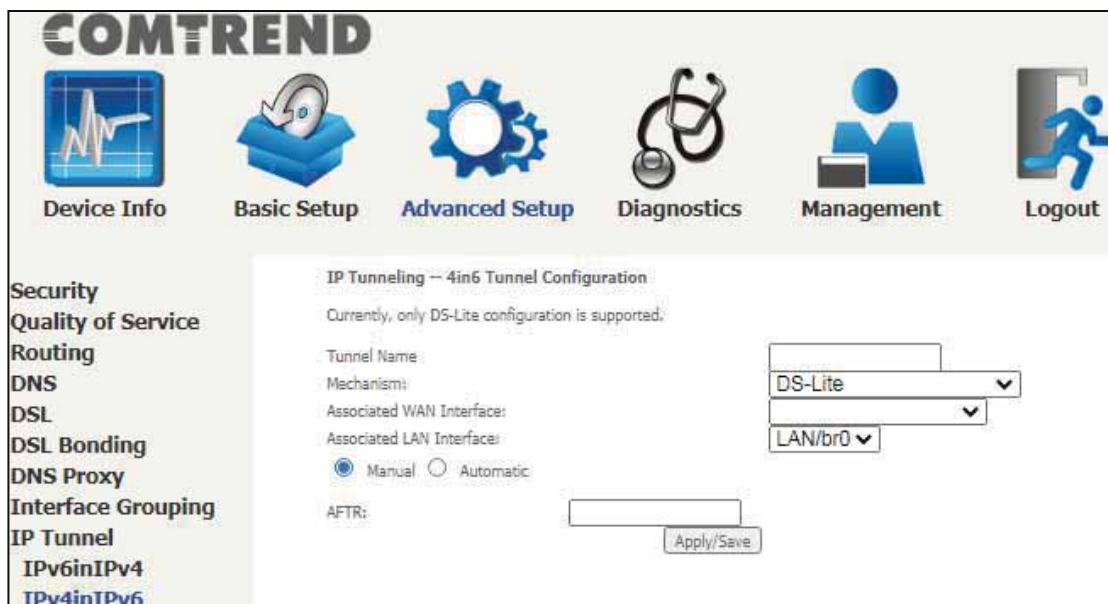 COMTREND
Device Info
Basic Setup
Advanced Setup
Diagnostics
Management
Logout
Security
Quality of Service
Routing
DNS
DSL
DSL Bonding
DNS Proxy
Interface Grouping
IP Tunnel
IPv6inIPv4
IPv4inIPv6
IP Tunneling -- 4in6 Tunnel Configuration
Currently, only DS-Lite configuration is supported.
Tunnel Name
Mechanism: DS-Lite
Associated WAN Interface:
Associated LAN Interface: LAN/br0
Manual Automatic
AFTR:
Apply/Save